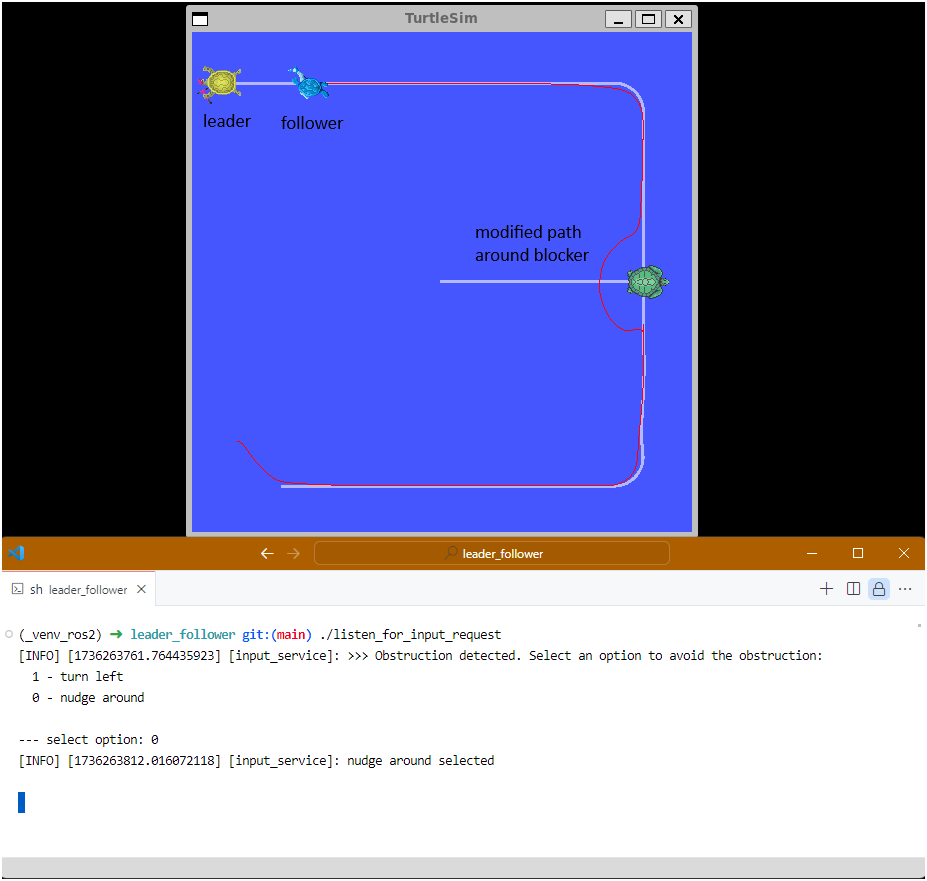 TurtleSim
leader
follower
modified path
around blocker
leader_follower
sh leader_follower
(_venv_ros2) ➜ leader_follower git:(main) ./listen_for_input_request
[INFO] [1736263761.764435923] [input_service]: >>> Obstruction detected. Select an option to avoid the obstruction:
1 - turn left
0 - nudge around
--- select option: 0
[INFO] [1736263812.016072118] [input_service]: nudge around selected